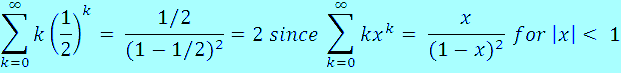 ∑_{k=0}^{∞} k (1/2)^k = (1/2)/((1 − 1/2)^2) = 2 since ∑_{k=0}^{∞} kx^k = x/((1 − x)^2) for |x| < 1